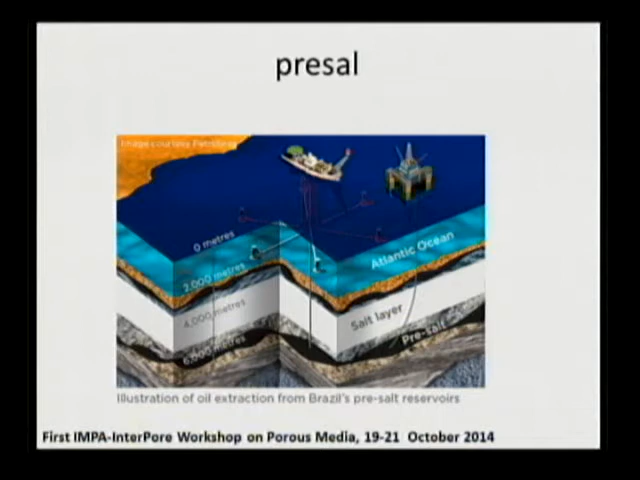 presal
Image courtesy Petrobras
0 metres
Atlantic Ocean
2,000 metres
4,000 metres
Salt layer
6,000 metres
Pre-salt
Illustration of oil extraction from Brazil's pre-salt reservoirs
First IMPA-InterPore Workshop on Porous Media, 19-21 October 2014